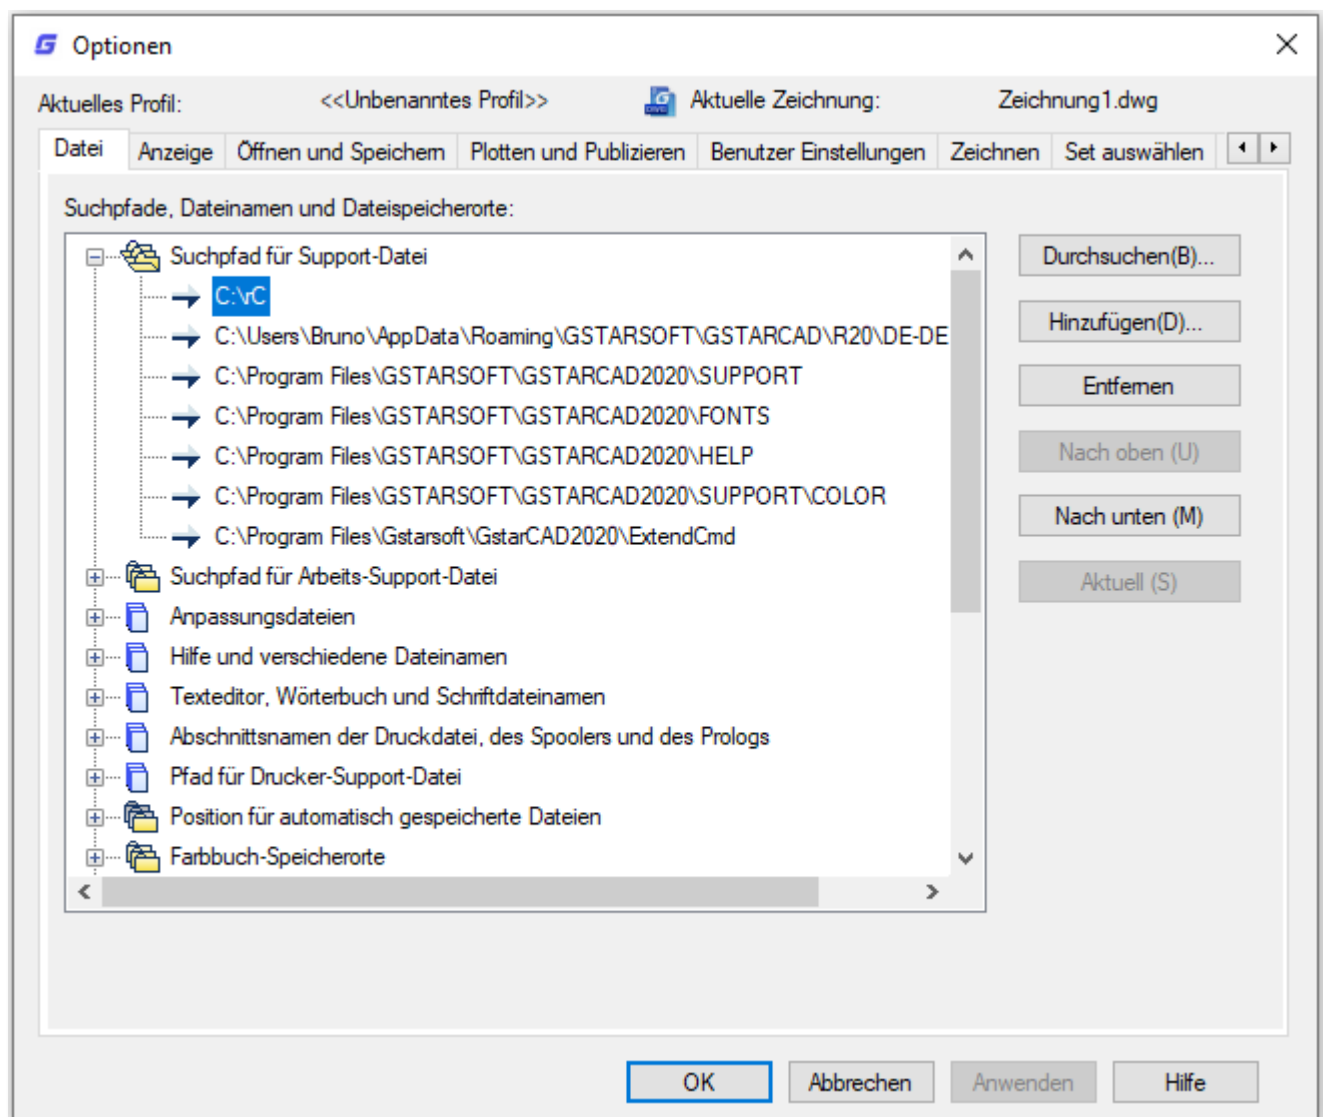 Optionen
Aktuelles Profil: <<Unbenanntes Profil>> Aktuelle Zeichnung: Zeichnung1.dwg
Datei Anzeige Öffnen und Speichern Plotten und Publizieren Benutzer Einstellungen Zeichnen Set auswählen
Suchpfade, Dateinamen und Dateispeicherorte:
Suchpfad für Support-Datei
C:\rC
C:\Users\Bruno\AppData\Roaming\GSTARSOFT\GSTARCAD\R20\DE-DE
C:\Program Files\GSTARSOFT\GSTARCAD2020\SUPPORT
C:\Program Files\GSTARSOFT\GSTARCAD2020\FONTS
C:\Program Files\GSTARSOFT\GSTARCAD2020\HELP
C:\Program Files\GSTARSOFT\GSTARCAD2020\SUPPORT\COLOR
C:\Program Files\Gstarsoft\GstarCAD2020\ExtendCmd
Suchpfad für Arbeits-Support-Datei
Anpassungsdateien
Hilfe und verschiedene Dateinamen
Texteditor, Wörterbuch und Schriftdateinamen
Abschnittsnamen der Druckdatei, des Spoolers und des Prologs
Pfad für Drucker-Support-Datei
Position für automatisch gespeicherte Dateien
Farbbuch-Speicherorte
Durchsuchen(B)...
Hinzufügen(D)...
Entfernen
Nach oben (U)
Nach unten (M)
Aktuell (S)
OK Abbrechen Anwenden Hilfe